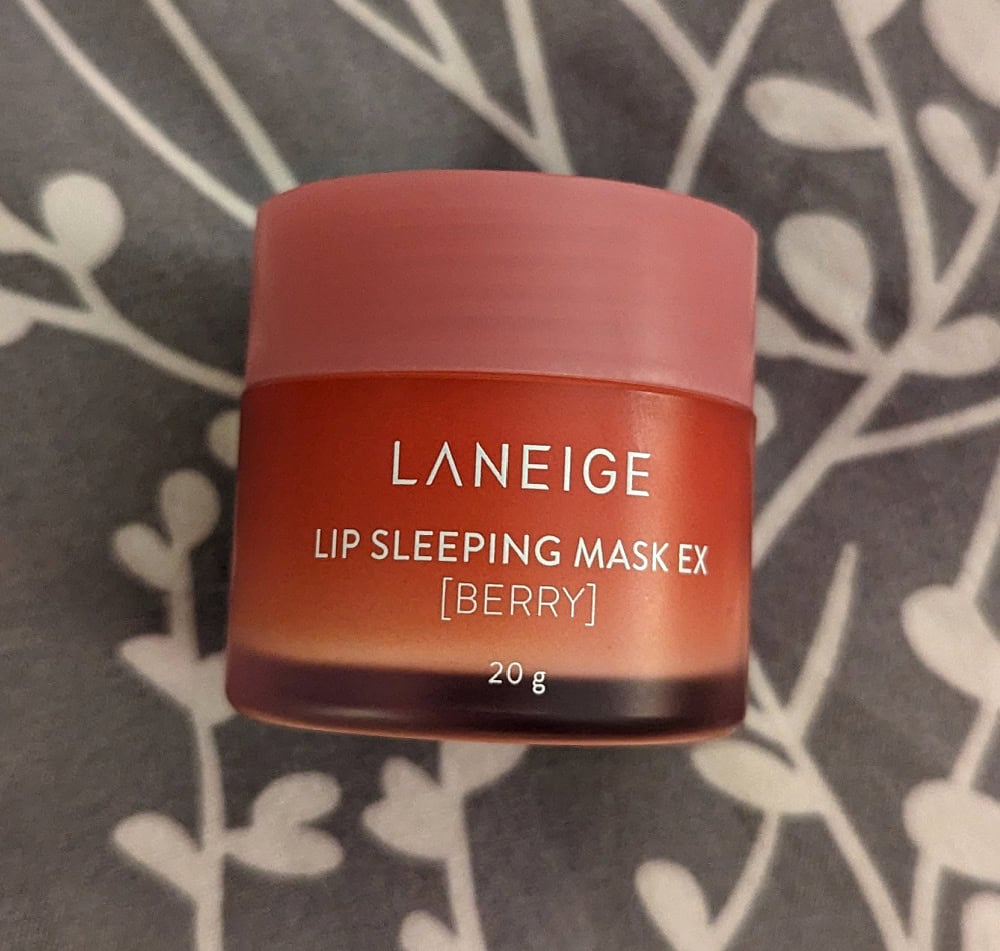 LANEIGE
LIP SLEEPING MASK EX
[BERRY]
20 g